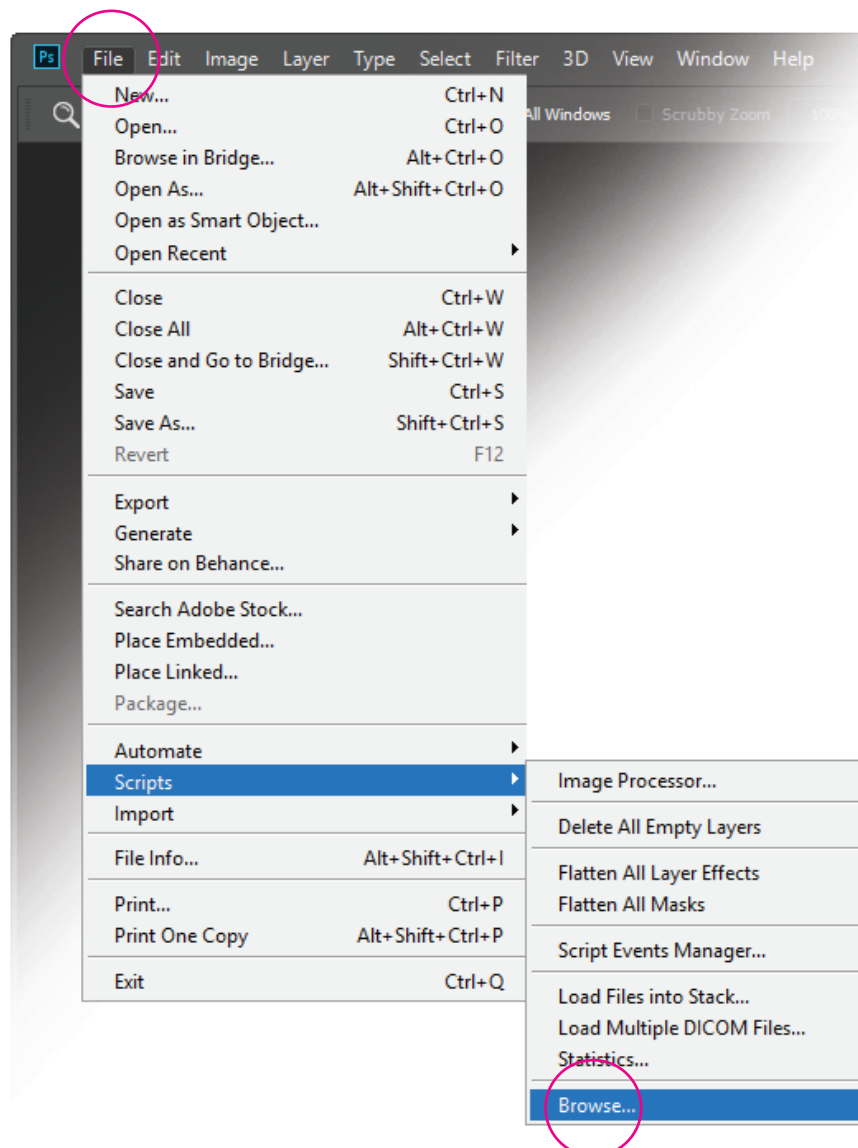 Ps File Edit Image Layer Type Select Filter 3D View Window Help
All Windows Scrubby Zoom 100%
New... Ctrl+N
Open... Ctrl+O
Browse in Bridge... Alt+Ctrl+O
Open As... Alt+Shift+Ctrl+O
Open as Smart Object...
Open Recent
Close Ctrl+W
Close All Alt+Ctrl+W
Close and Go to Bridge... Shift+Ctrl+W
Save Ctrl+S
Save As... Shift+Ctrl+S
Revert F12
Export
Generate
Share on Behance...
Search Adobe Stock...
Place Embedded...
Place Linked...
Package...
Automate
Scripts
Import
File Info... Alt+Shift+Ctrl+I
Print... Ctrl+P
Print One Copy Alt+Shift+Ctrl+P
Exit Ctrl+Q
Image Processor...
Delete All Empty Layers
Flatten All Layer Effects
Flatten All Masks
Script Events Manager...
Load Files into Stack...
Load Multiple DICOM Files...
Statistics...
Browse...